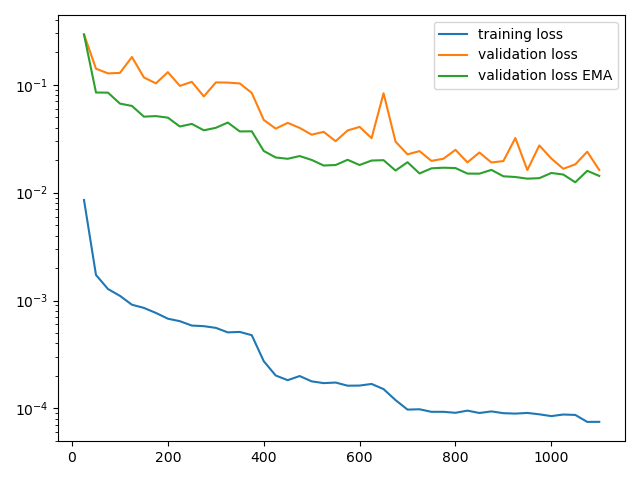 training loss
validation loss
validation loss EMA
10⁻¹
10⁻²
10⁻³
10⁻⁴
0 200 400 600 800 1000